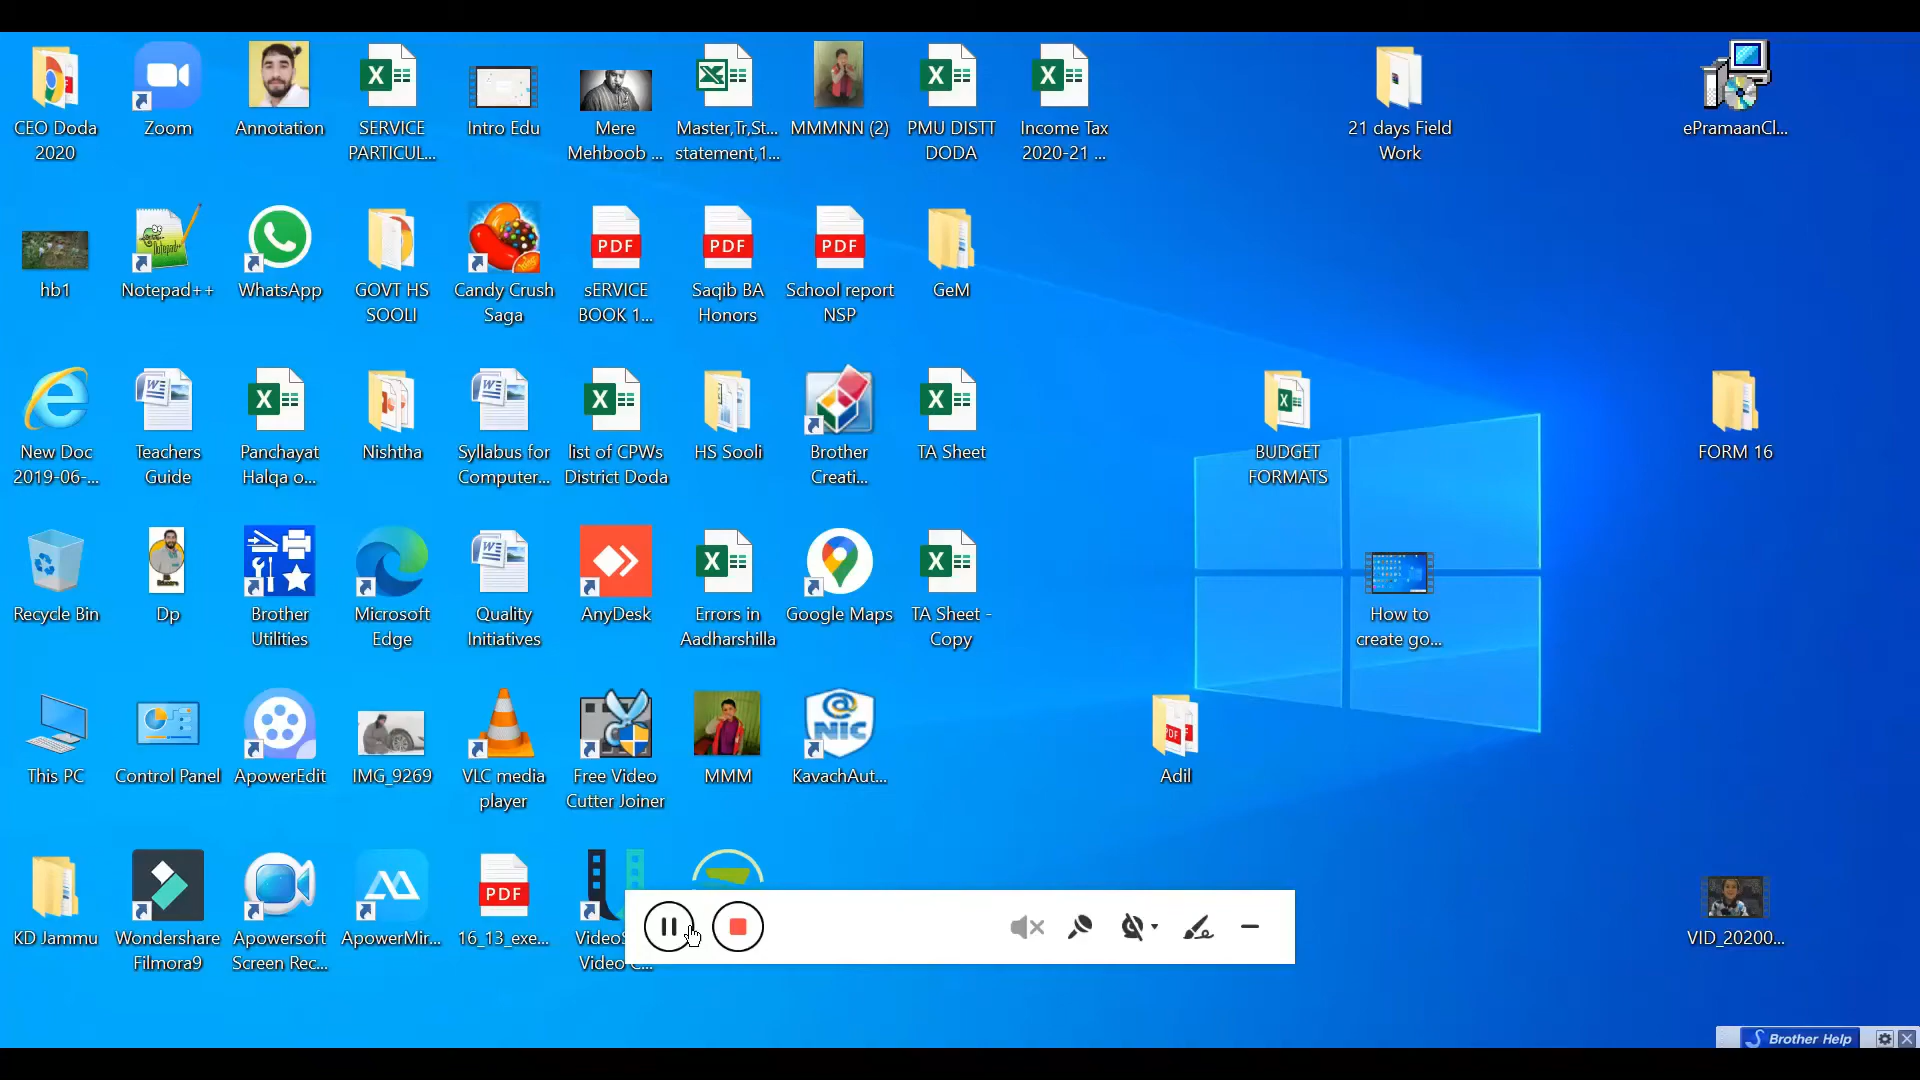 CEO Doda
2020
Zoom
Annotation
SERVICE
PARTICUL...
Intro Edu
Mere
Mehboob ...
Master,Tr,St...
statement,1...
MMMNN (2)
PMU DISTT
DODA
Income Tax
2020-21 ...
21 days Field
Work
ePramaanCl...
hb1
Notepad++
WhatsApp
GOVT HS
SOOLI
Candy Crush
Saga
PDF
sERVICE
BOOK 1...
PDF
Saqib BA
Honors
PDF
School report
NSP
GeM
New Doc
2019-06-...
Teachers
Guide
Panchayat
Halqa o...
Nishtha
Syllabus for
Computer...
list of CPWs
District Doda
HS Sooli
Brother
Creati...
TA Sheet
BUDGET
FORMATS
FORM 16
Recycle Bin
Dp
Brother
Utilities
Microsoft
Edge
Quality
Initiatives
AnyDesk
Errors in
Aadharshilla
Google Maps
TA Sheet -
Copy
How to
create go...
This PC
Control Panel
ApowerEdit
IMG_9269
VLC media
player
Free Video
Cutter Joiner
MMM
NIC
KavachAut...
PDF
Adil
KD Jammu
Wondershare
Filmora9
Apowersoft
Screen Rec...
ApowerMir...
PDF
16_13_exe...
VID_20200...
Brother Help